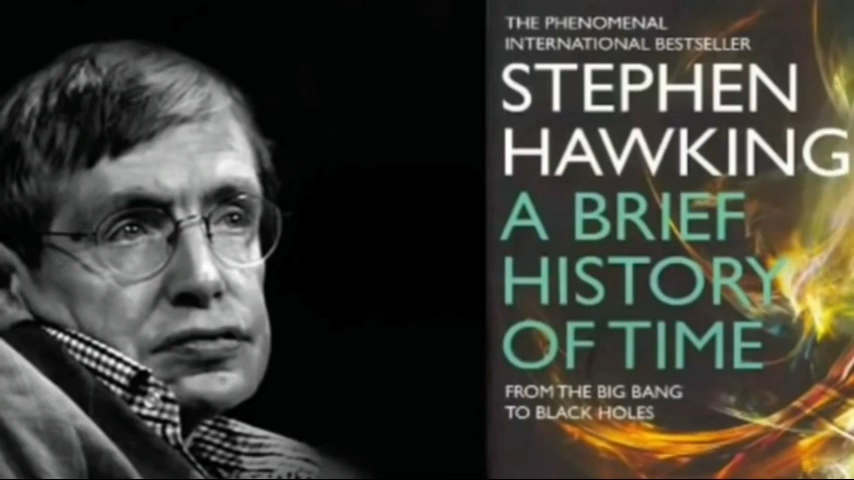 THE PHENOMENAL
INTERNATIONAL BESTSELLER
STEPHEN
HAWKING
A BRIEF
HISTORY
OF TIME
FROM THE BIG BANG
TO BLACK HOLES